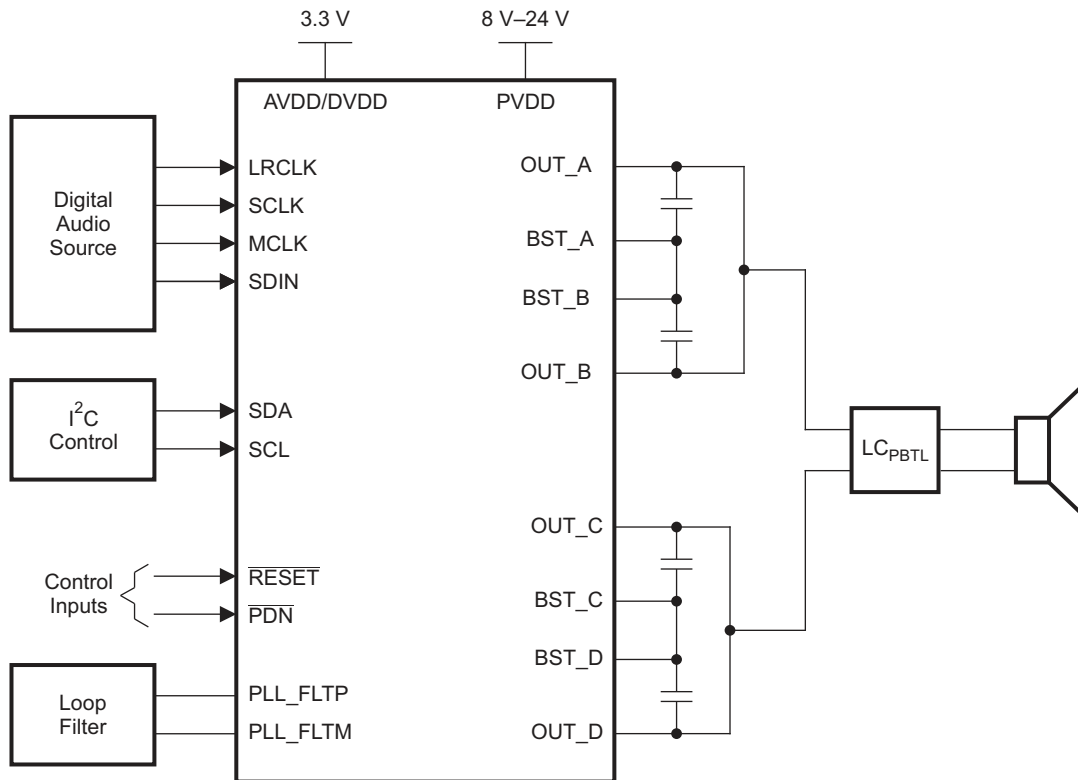 3.3 V
8 V–24 V
AVDD/DVDD
PVDD
Digital
Audio
Source
LRCLK
SCLK
MCLK
SDIN
I²C
Control
SDA
SCL
Control
Inputs
RESET
PDN
Loop
Filter
PLL_FLTP
PLL_FLTM
OUT_A
BST_A
BST_B
OUT_B
OUT_C
BST_C
BST_D
OUT_D
LCPBTL